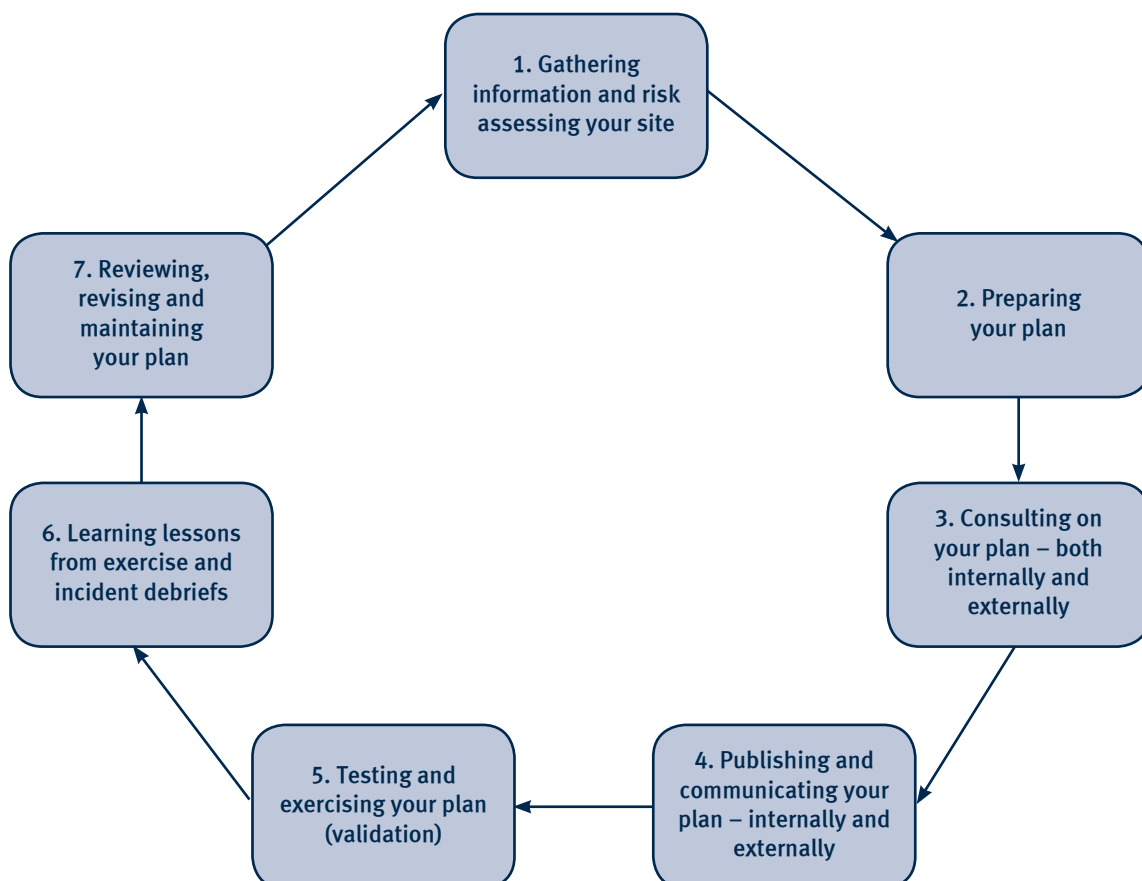 1. Gathering
information and risk
assessing your site
2. Preparing
your plan
3. Consulting on
your plan – both
internally and
externally
4. Publishing and
communicating your
plan – internally and
externally
5. Testing and
exercising your plan
(validation)
6. Learning lessons
from exercise and
incident debriefs
7. Reviewing,
revising and
maintaining
your plan